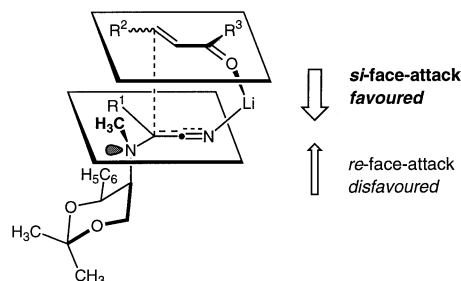 R² R³
O
Li
R¹
H₃C
N N
H₅C₆
O
O
H₃C
CH₃
si-face-attack
favoured
re-face-attack
disfavoured